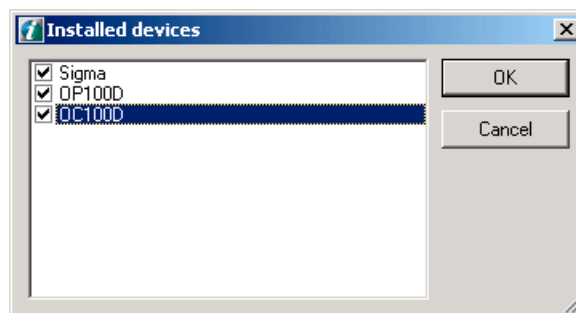 Installed devices
Sigma
OP100D
OC100D
OK
Cancel